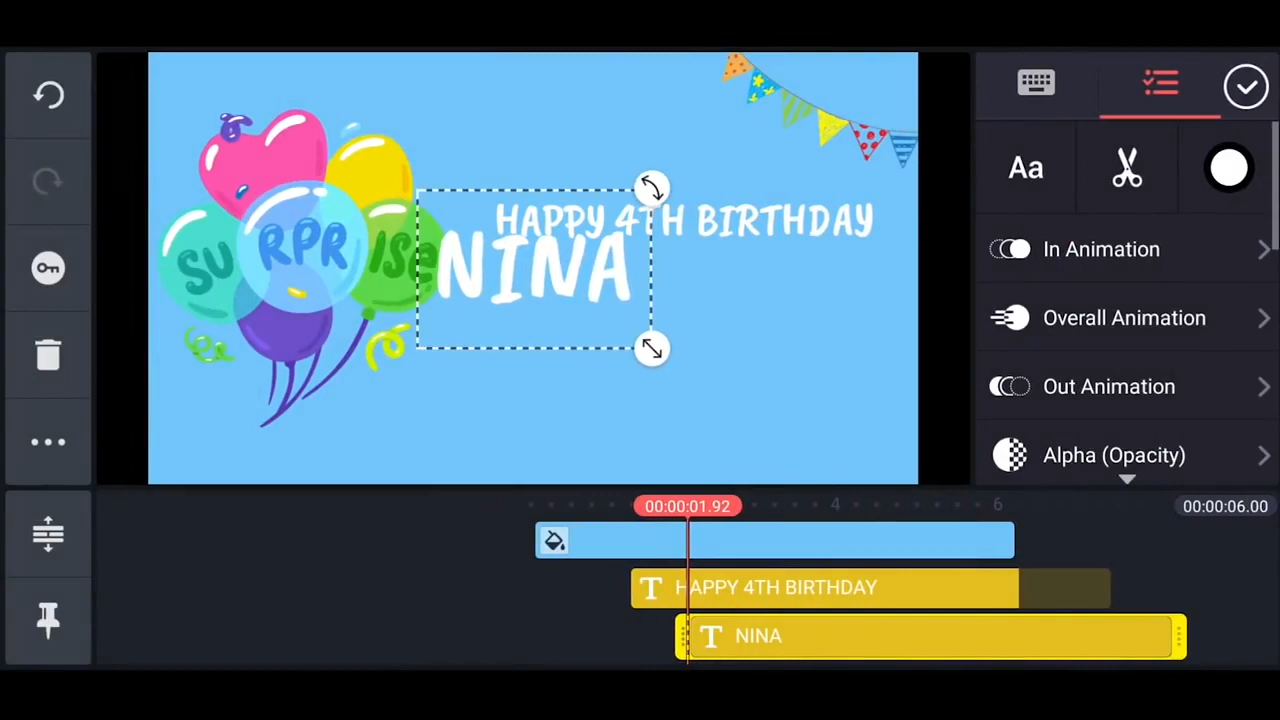 SU RPR ISe
HAPPY 4TH BIRTHDAY
NINA
Aa
In Animation
Overall Animation
Out Animation
Alpha (Opacity)
00:00:01.92
4
6
00:00:06.00
HAPPY 4TH BIRTHDAY
NINA